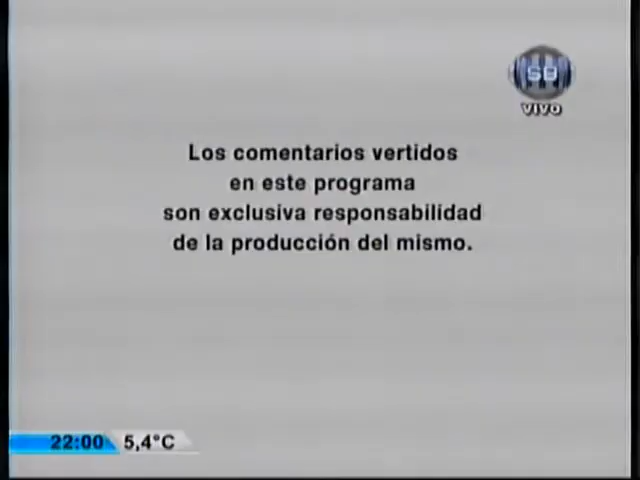 SB
VIVO
Los comentarios vertidos
en este programa
son exclusiva responsabilidad
de la producción del mismo.
22:00 5,4°C